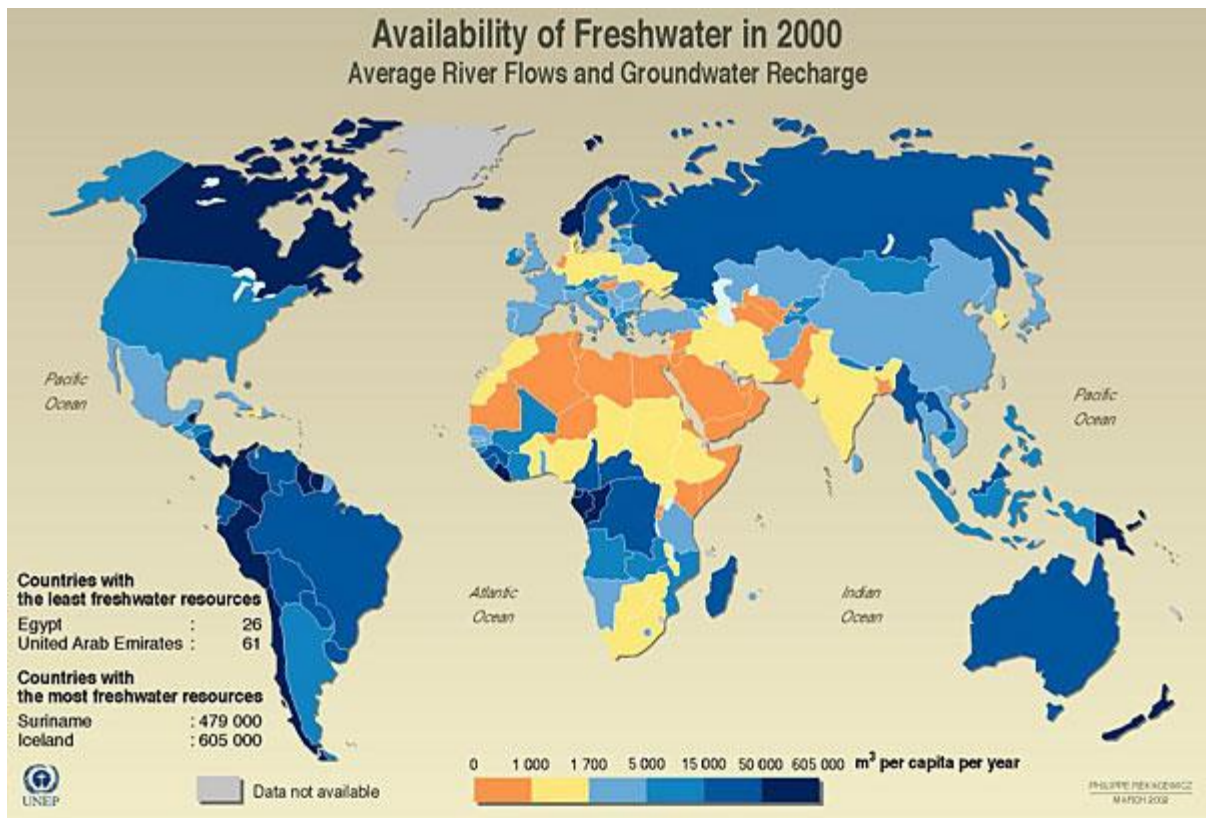 Availability of Freshwater in 2000
Average River Flows and Groundwater Recharge
Pacific
Ocean
Pacific
Ocean
Atlantic
Ocean
Indian
Ocean
Countries with
the least freshwater resources
Egypt : 26
United Arab Emirates : 61
Countries with
the most freshwater resources
Suriname : 479 000
Iceland : 605 000
0 1 000 1 700 5 000 15 000 50 000 605 000 m³ per capita per year
Data not available
UNEP
PHILIPPE REKACEWICZ
MARCH 2002